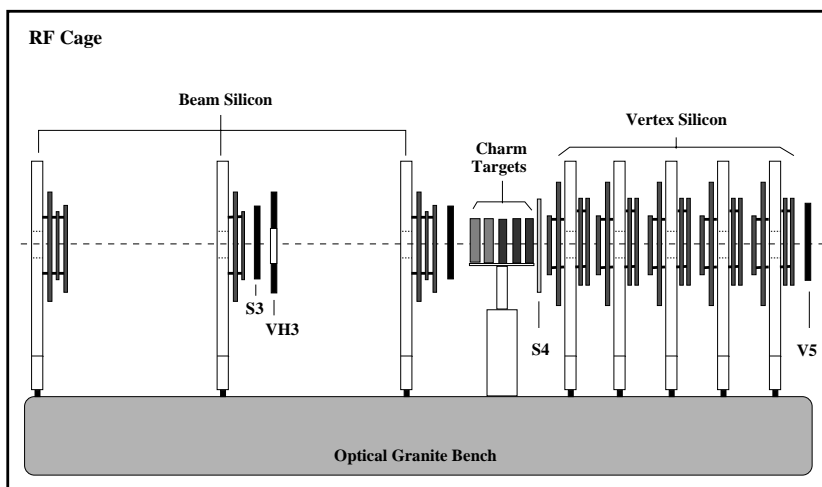 RF Cage
Beam Silicon
Vertex Silicon
Charm
Targets
S3
VH3
S4
V5
Optical Granite Bench